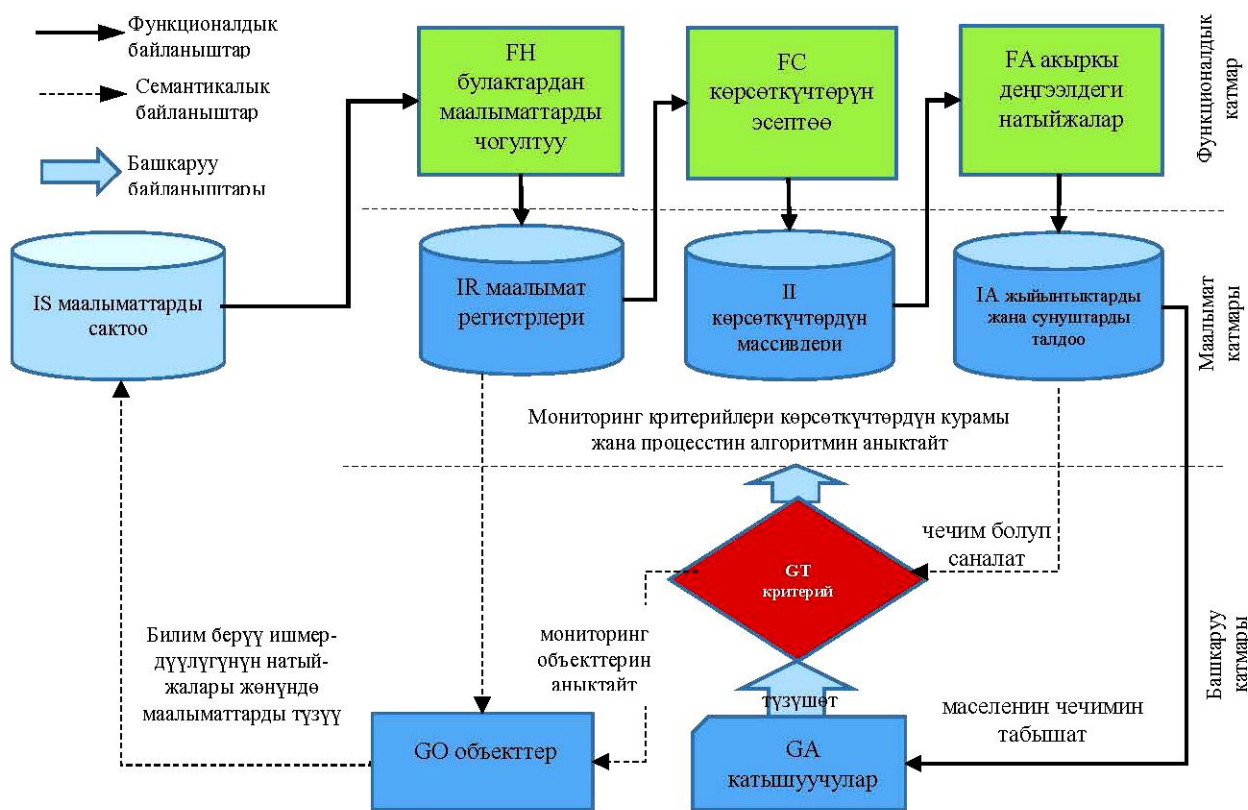 Функционалдык
байланыштар
Семантикалык
байланыштар
Башкаруу
байланыштары
FH
булактардан
маалыматтарды
чогултуу
FC
көрсөткүчтөрүн
эсептөө
FA акыркы
деңгээлдеги
натыйжалар
Функционалдык
катмар
IS маалыматтарды
сактоо
IR маалымат
регистрлери
II
көрсөткүчтөрдүн
массивдери
IA жыйынтыктарды
жана сунуштарды
талдоо
Маалымат
катмары
Мониторинг критерийлери көрсөткүчтөрдүн курамы
жана процесстин алгоритмин аныктайт
GT
критерий
чечим болуп
саналат
Билим берүү ишмер-
дүүлүгүнүн натый-
жалары жөнүндө
маалыматтарды түзүү
мониторинг
объекттерин
аныктайт
түзүшөт
маселенин чечимин
табышат
GO объекттер
GA
катышуучулар
Башкаруу
катмары